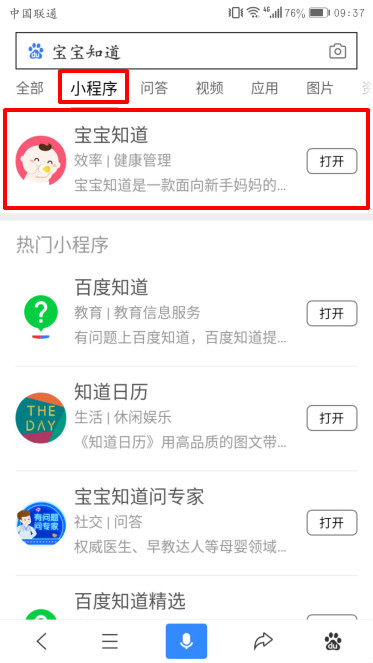 中国联通 4G 76% 09:37
du 宝宝知道
全部 小程序 问答 视频 应用 图片
宝宝知道
效率 | 健康管理
宝宝知道是一款面向新手妈妈的...
打开
热门小程序
百度知道
教育 | 教育信息服务
有问题上百度知道，百度知道提...
打开
THE DAY
知道日历
生活 | 休闲娱乐
《知道日历》用高品质的图文带...
打开
有问题
问专家
宝宝知道问专家
社交 | 问答
权威医生、早教达人等母婴领域...
打开
百度知道精选
du